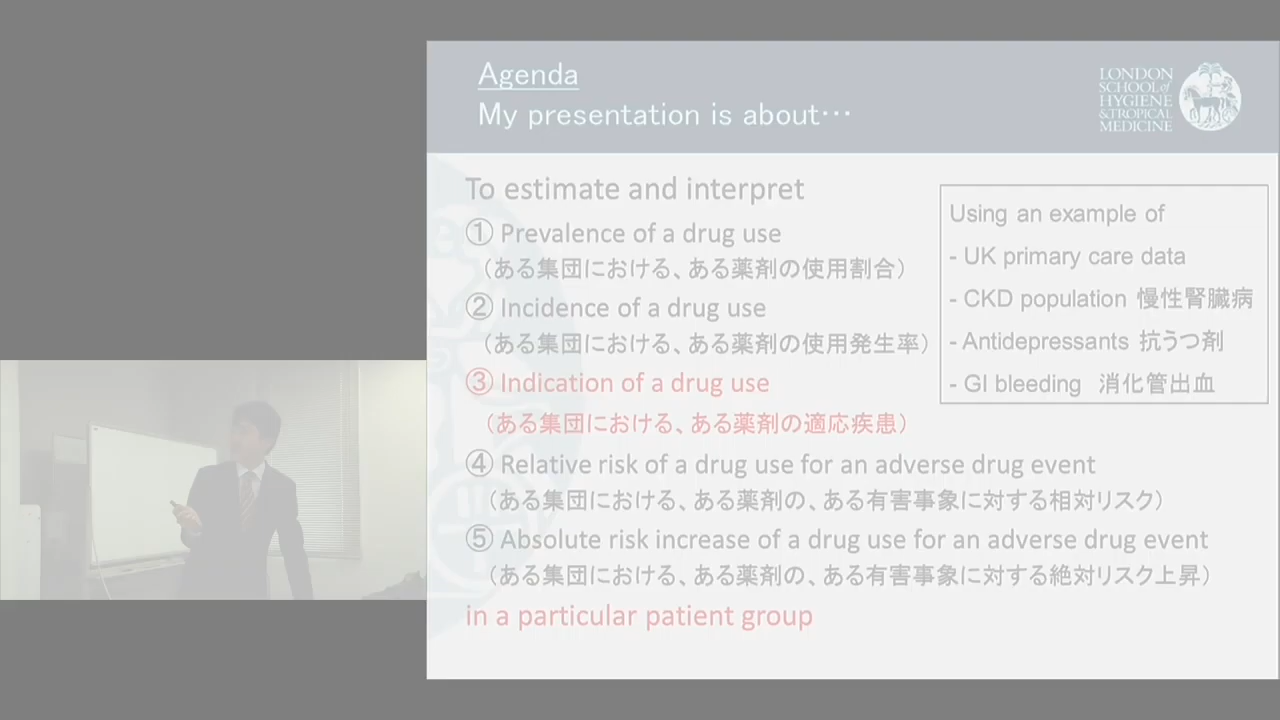 Agenda
My presentation is about…
LONDON
SCHOOL of
HYGIENE
& TROPICAL
MEDICINE
To estimate and interpret
① Prevalence of a drug use
（ある集団における、ある薬剤の使用割合）
② Incidence of a drug use
（ある集団における、ある薬剤の使用発生率）
③ Indication of a drug use
（ある集団における、ある薬剤の適応疾患）
④ Relative risk of a drug use for an adverse drug event
（ある集団における、ある薬剤の、ある有害事象に対する相対リスク）
⑤ Absolute risk increase of a drug use for an adverse drug event
（ある集団における、ある薬剤の、ある有害事象に対する絶対リスク上昇）
in a particular patient group
Using an example of
- UK primary care data
- CKD population 慢性腎臓病
- Antidepressants 抗うつ剤
- GI bleeding 消化管出血